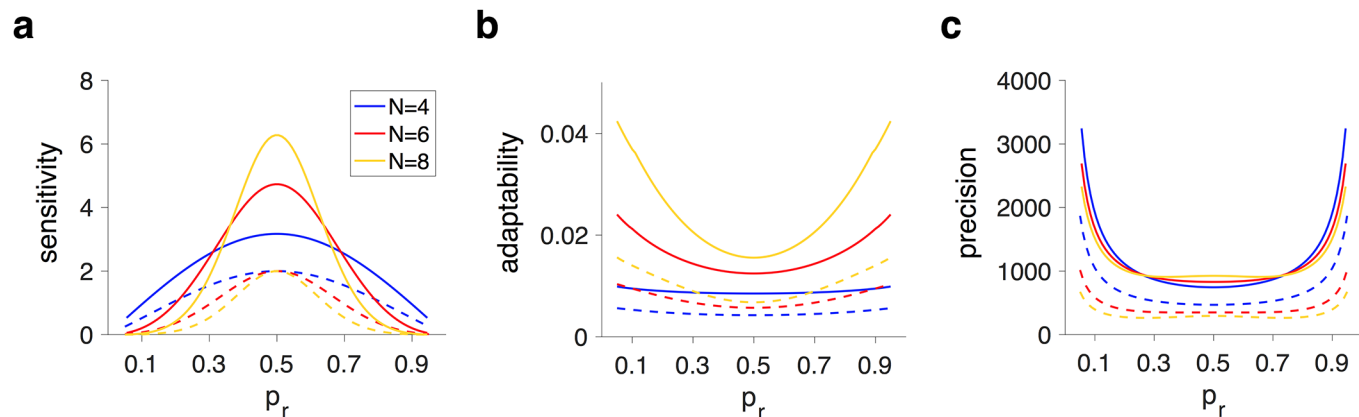 a
sensitivity
8
6
4
2
0
N=4
N=6
N=8
0.1 0.3 0.5 0.7 0.9
p_r
b
adaptability
0.04
0.02
0
0.1 0.3 0.5 0.7 0.9
p_r
c
precision
4000
3000
2000
1000
0
0.1 0.3 0.5 0.7 0.9
p_r